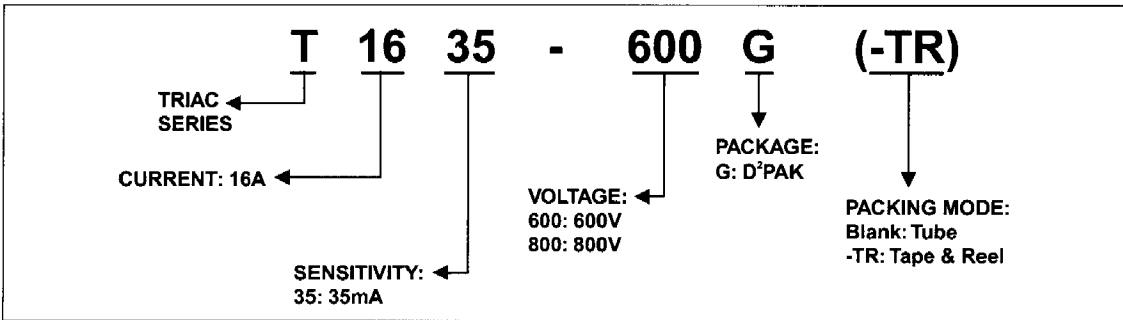 T 16 35 - 600 G (-TR)
TRIAC
SERIES
CURRENT: 16A
SENSITIVITY:
35: 35mA
VOLTAGE:
600: 600V
800: 800V
PACKAGE:
G: D²PAK
PACKING MODE:
Blank: Tube
-TR: Tape & Reel